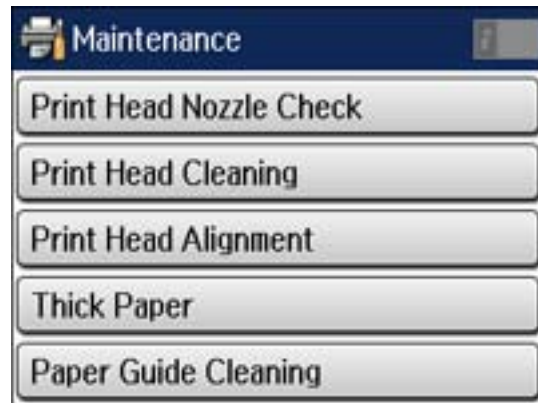 Maintenance
Print Head Nozzle Check
Print Head Cleaning
Print Head Alignment
Thick Paper
Paper Guide Cleaning